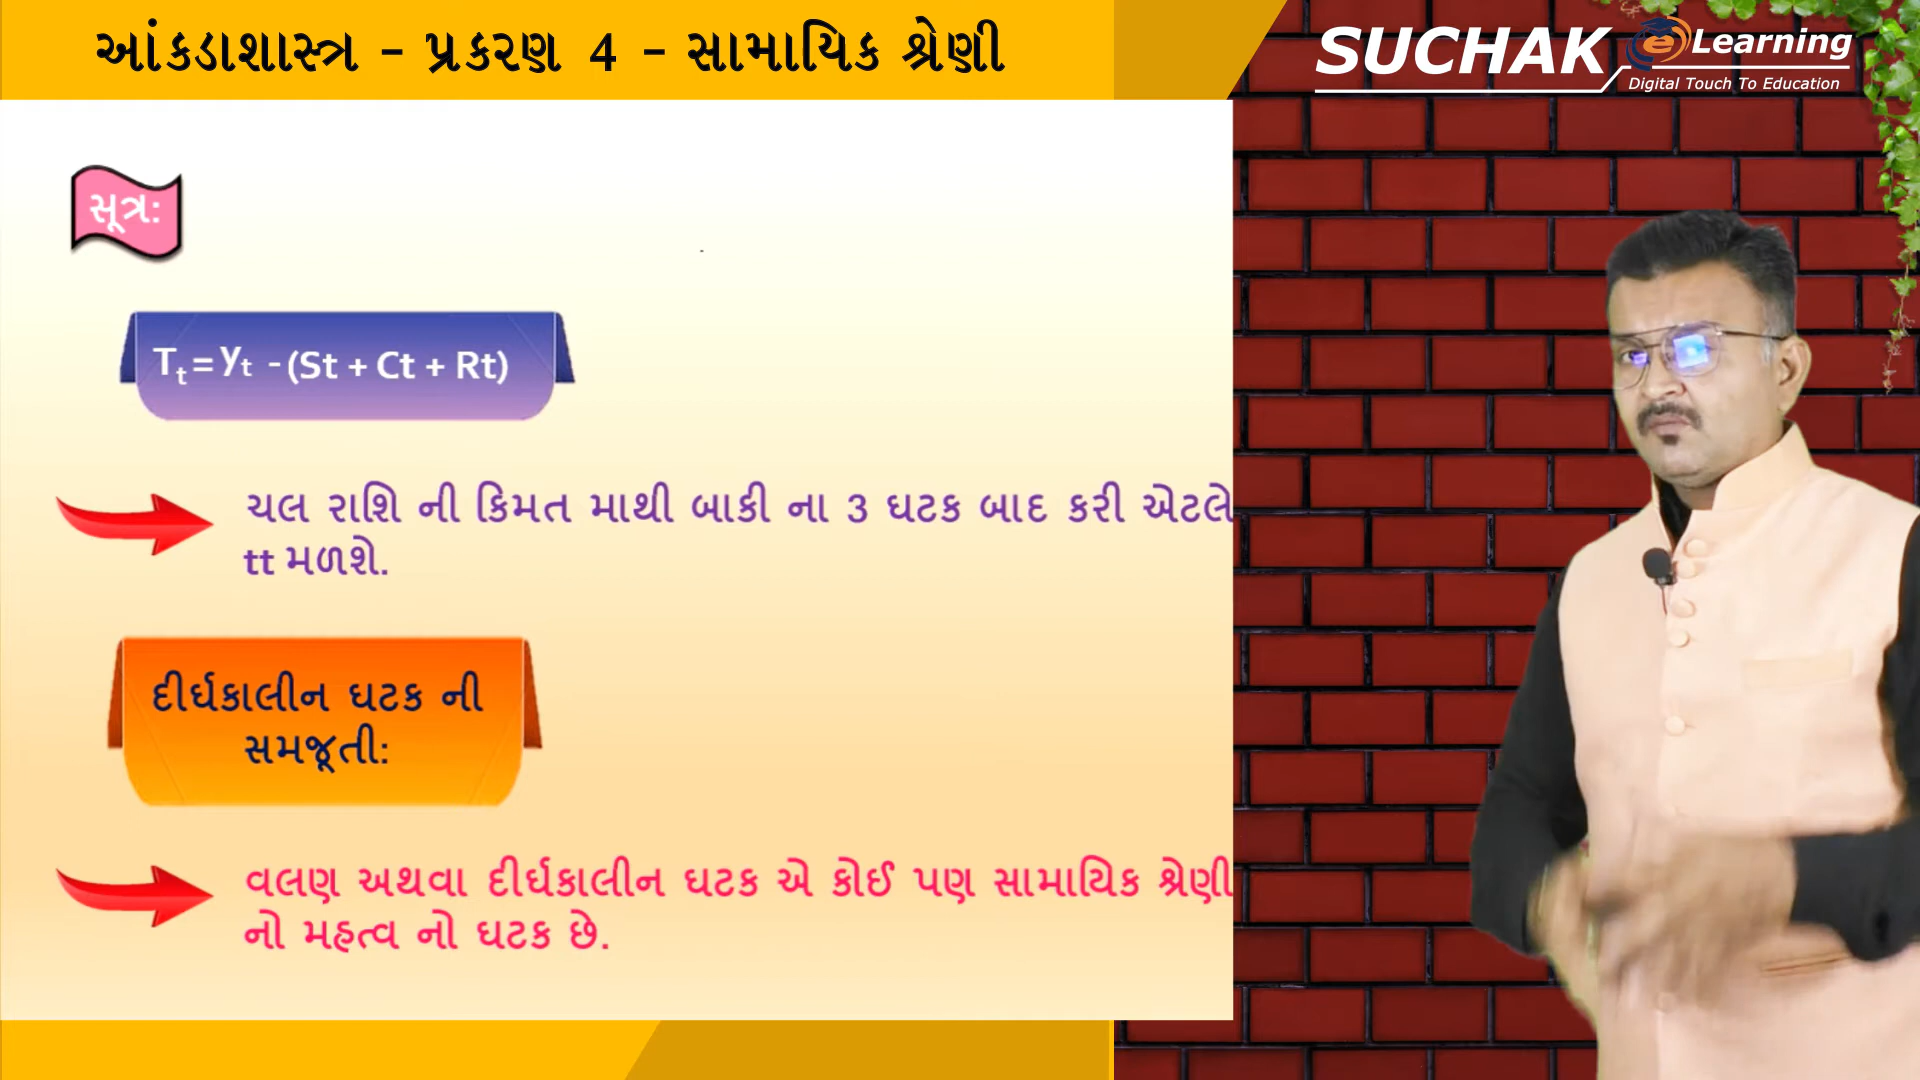 આંકડાશાસ્ત્ર - પ્રકરણ 4 - સામાયિક શ્રેણી
SUCHAK eLearning
Digital Touch To Education
સૂત્ર:
Tt = yt - (St + Ct + Rt)
ચલ રાશિ ની કિમત માથી બાકી ના 3 ઘટક બાદ કરી એટલે
tt મળશે.
દીર્ઘકાલીન ઘટક ની
સમજૂતી:
વલણ અથવા દીર્ઘકાલીન ઘટક એ કોઈ પણ સામાયિક શ્રેણી
નો મહત્વ નો ઘટક છે.